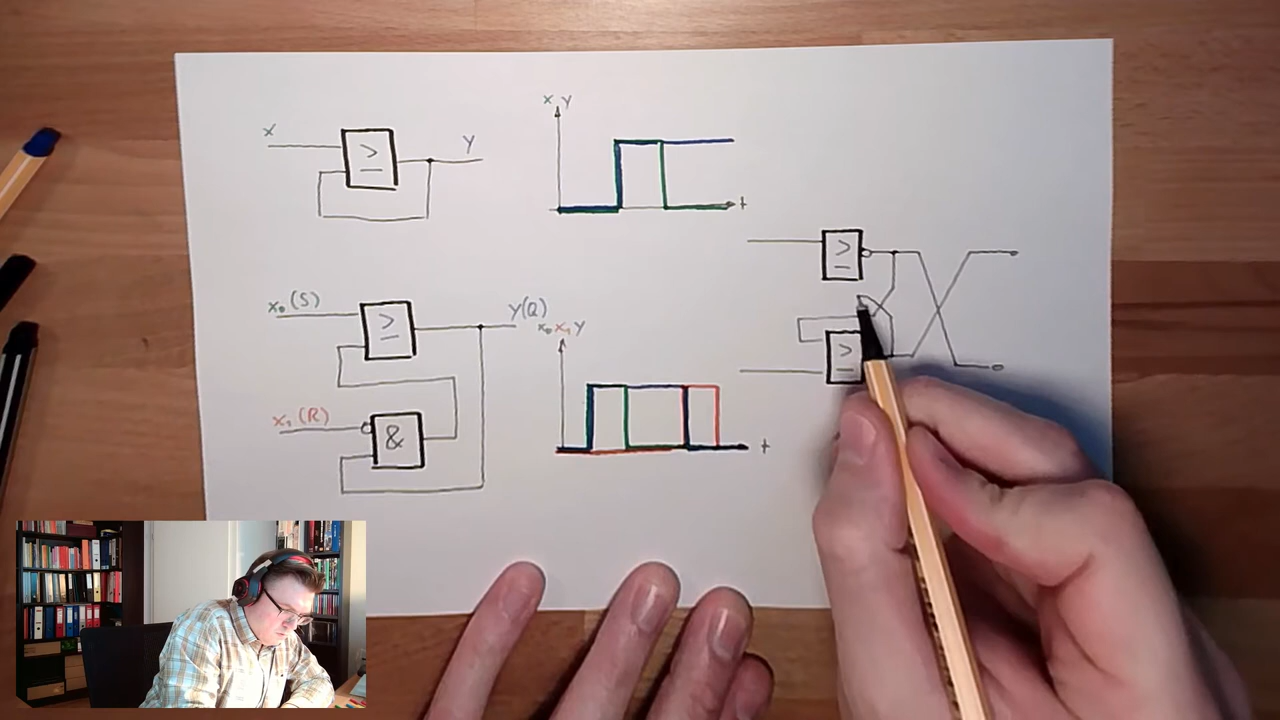 x
≥
y
x y
t
≥
x₀(S)
≥
y(Q)
x₁(R)
&
x₀ x₁ y
t
≥